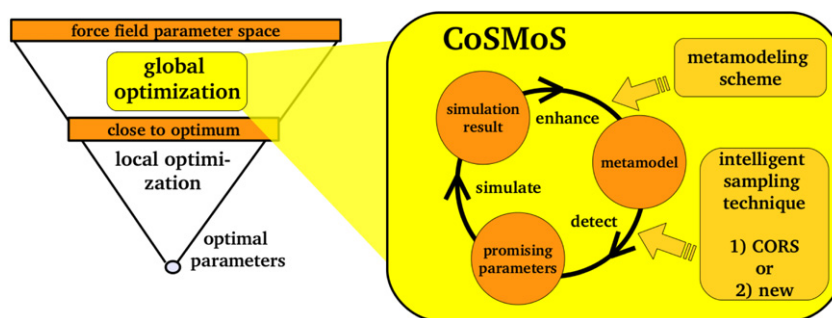 force field parameter space
global
optimization
close to optimum
local optimi-
zation
optimal
parameters
CoSMoS
metamodeling
scheme
simulation
result
enhance
metamodel
simulate
detect
promising
parameters
intelligent
sampling
technique
1) CORS
or
2) new